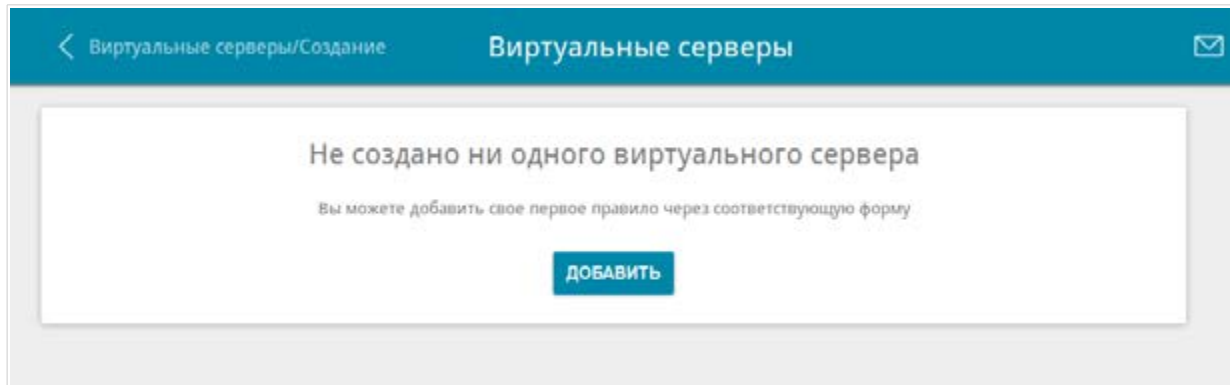 Виртуальные серверы/Создание
Виртуальные серверы
Не создано ни одного виртуального сервера
Вы можете добавить свое первое правило через соответствующую форму
ДОБАВИТЬ